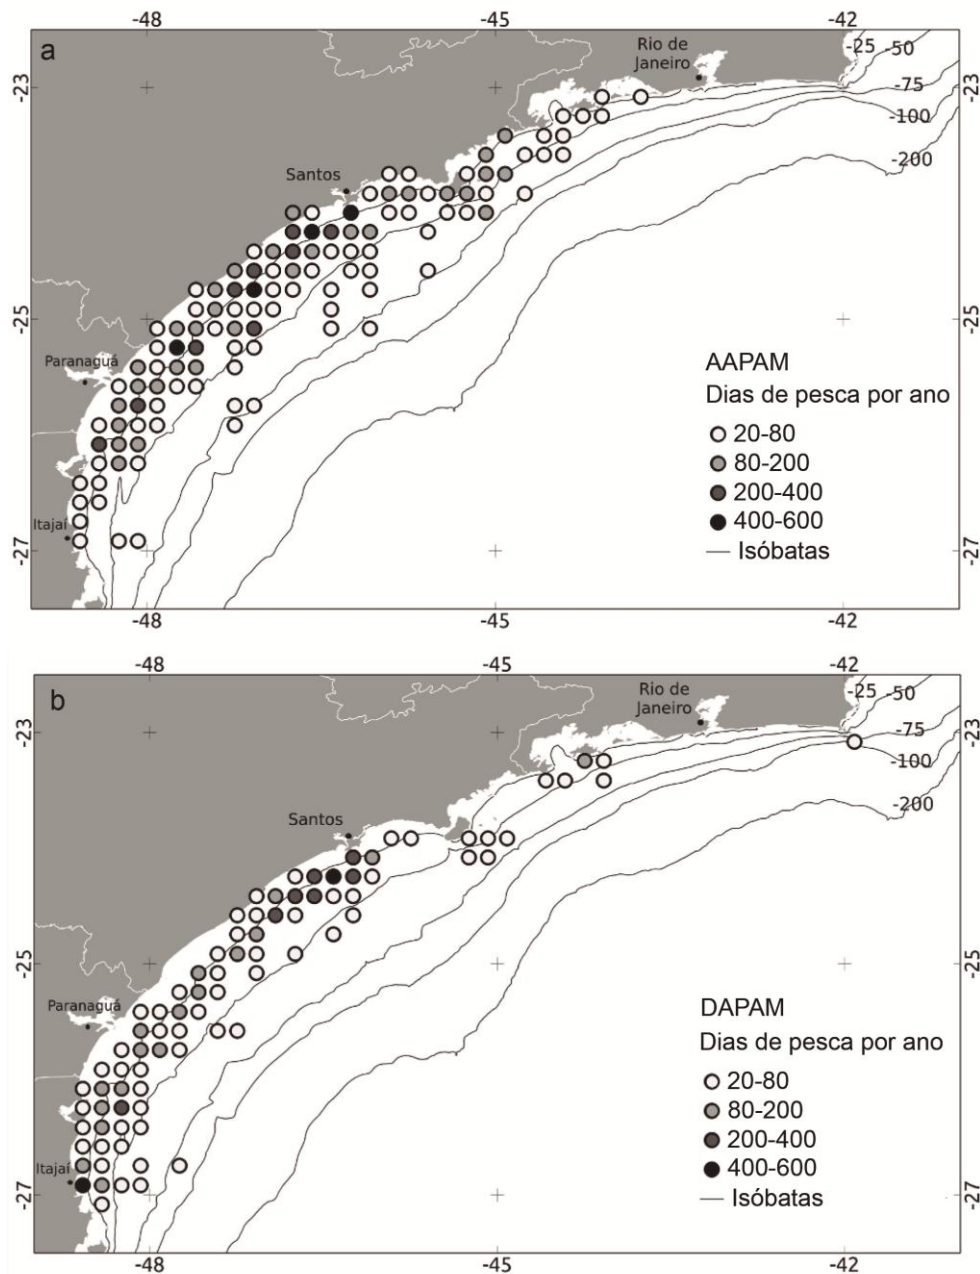 a
-48
-45
-42
-23
-25
-27
-23
-25
-27
Rio de
Janeiro
-25
-50
-75
-100
-200
Santos
Paranaguá
Itajaí
AAPAM
Dias de pesca por ano
20-80
80-200
200-400
400-600
Isóbatas
-48
-45
-42
b
-48
-45
-42
-23
-25
-27
-23
-25
-27
Rio de
Janeiro
-25
-50
-75
-100
-200
Santos
Paranaguá
Itajaí
DAPAM
Dias de pesca por ano
20-80
80-200
200-400
400-600
Isóbatas
-48
-45
-42